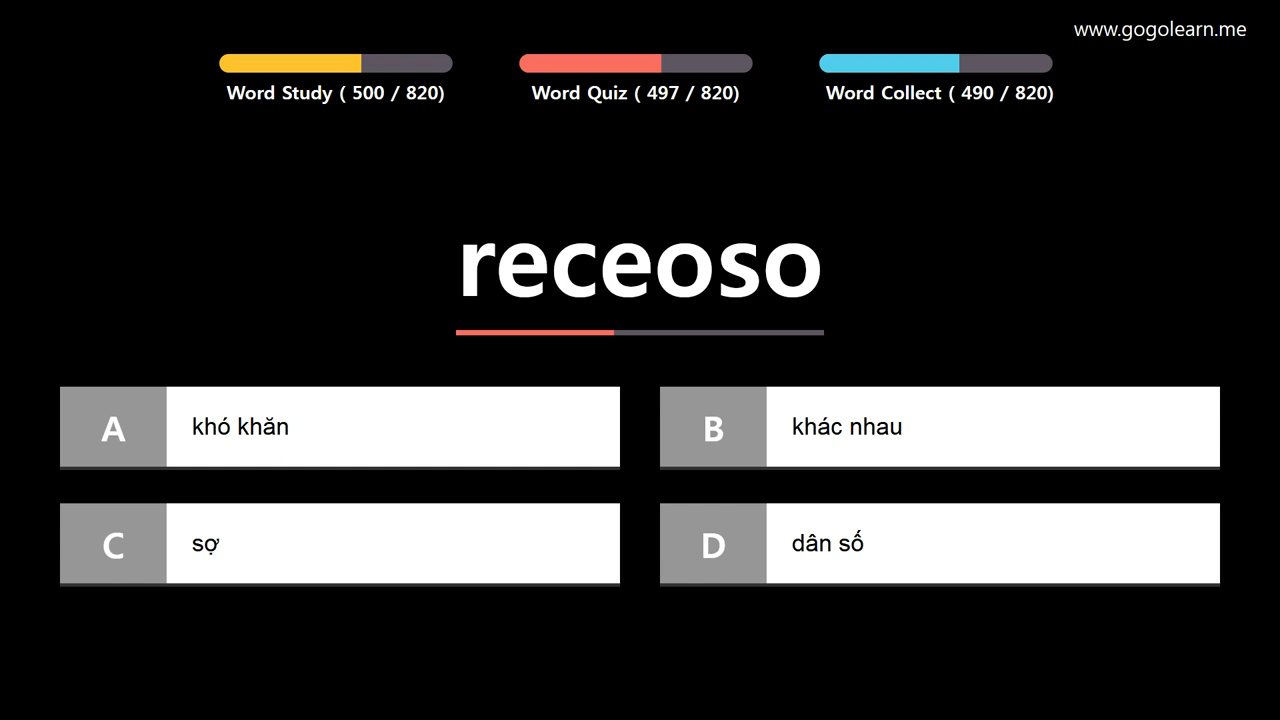 www.gogolearn.me
Word Study ( 500 / 820)
Word Quiz ( 497 / 820)
Word Collect ( 490 / 820)
receoso
A khó khăn
B khác nhau
C sợ
D dân số